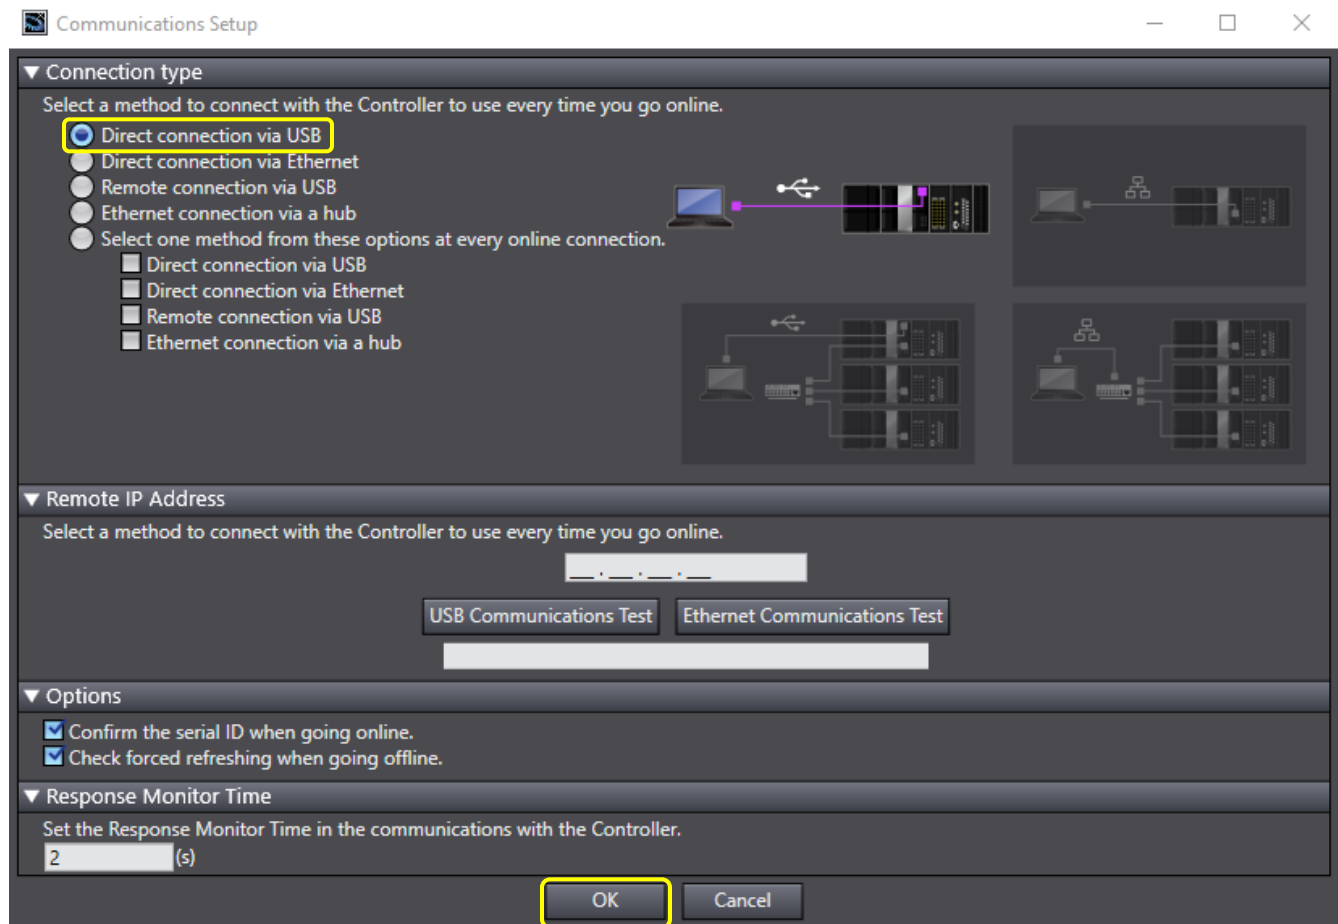 Communications Setup
Connection type
Select a method to connect with the Controller to use every time you go online.
Direct connection via USB
Direct connection via Ethernet
Remote connection via USB
Ethernet connection via a hub
Select one method from these options at every online connection.
Direct connection via USB
Direct connection via Ethernet
Remote connection via USB
Ethernet connection via a hub
Remote IP Address
Select a method to connect with the Controller to use every time you go online.
__.__.__.__
USB Communications Test Ethernet Communications Test
Options
Confirm the serial ID when going online.
Check forced refreshing when going offline.
Response Monitor Time
Set the Response Monitor Time in the communications with the Controller.
2 (s)
OK Cancel